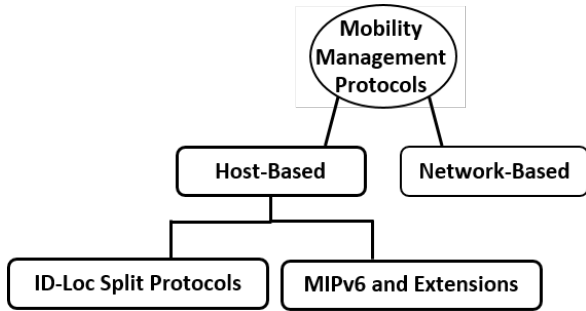 Mobility
Management
Protocols
Host-Based
Network-Based
ID-Loc Split Protocols
MIPv6 and Extensions